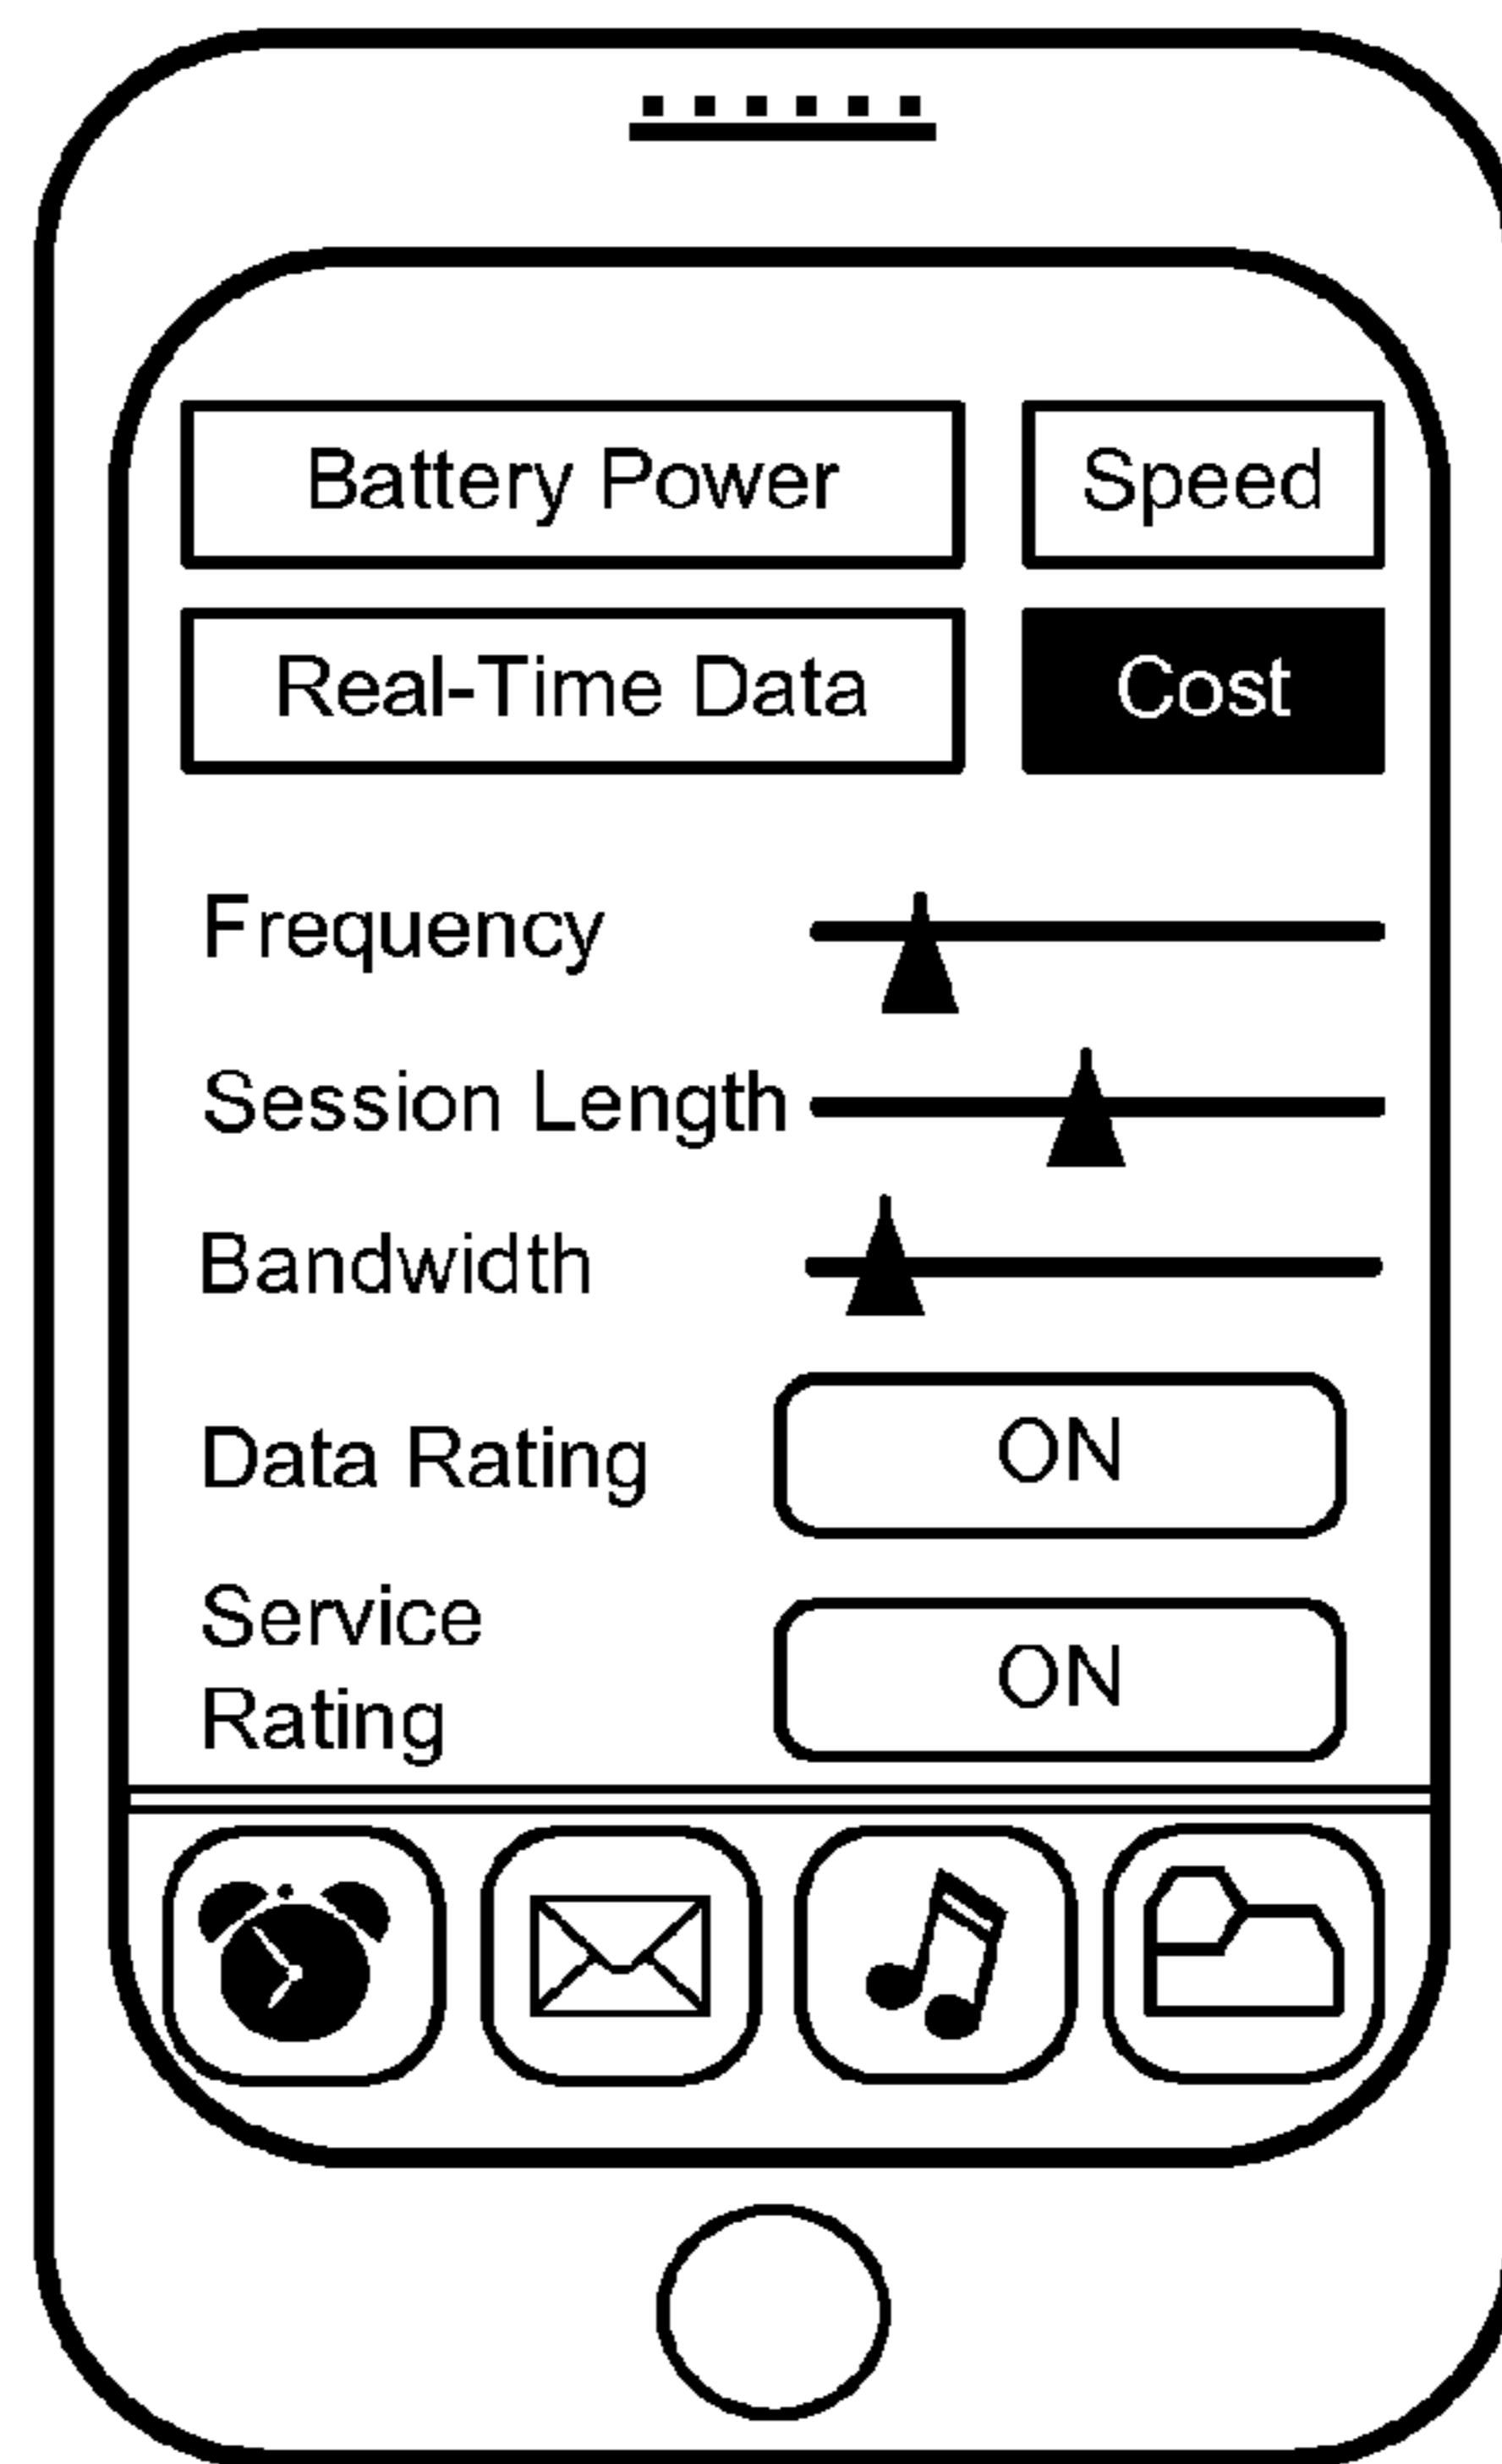 Battery Power
Speed
Real-Time Data
Cost
Frequency
Session Length
Bandwidth
Data Rating
ON
Service
Rating
ON